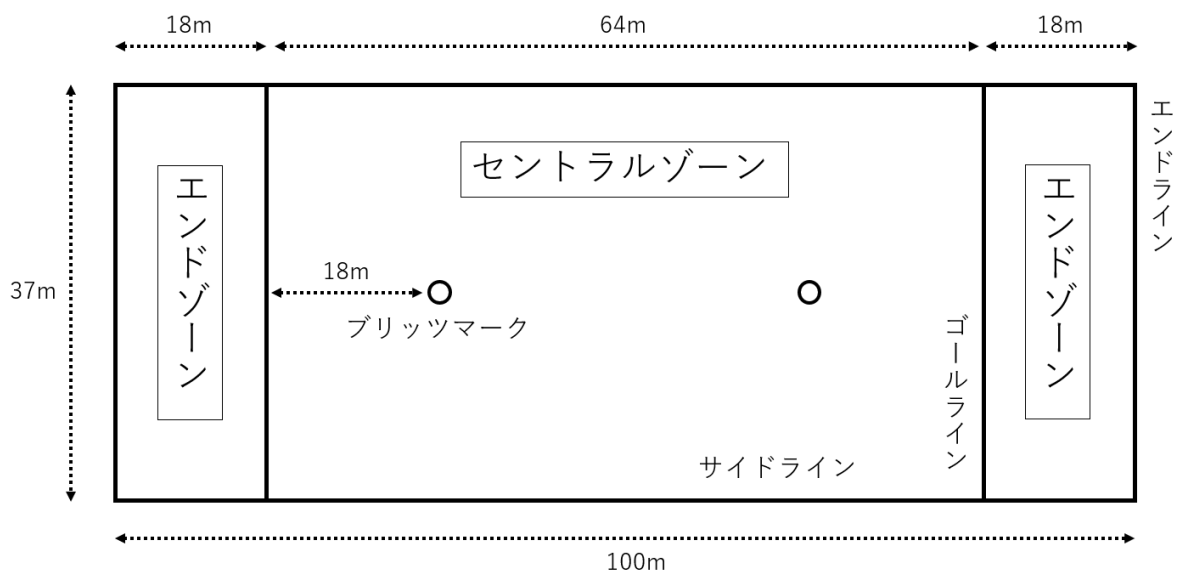 18m
64m
18m
エンドライン
セントラルゾーン
エンドゾーン
エンドゾーン
37m
18m
ブリッツマーク
ゴールライン
サイドライン
100m